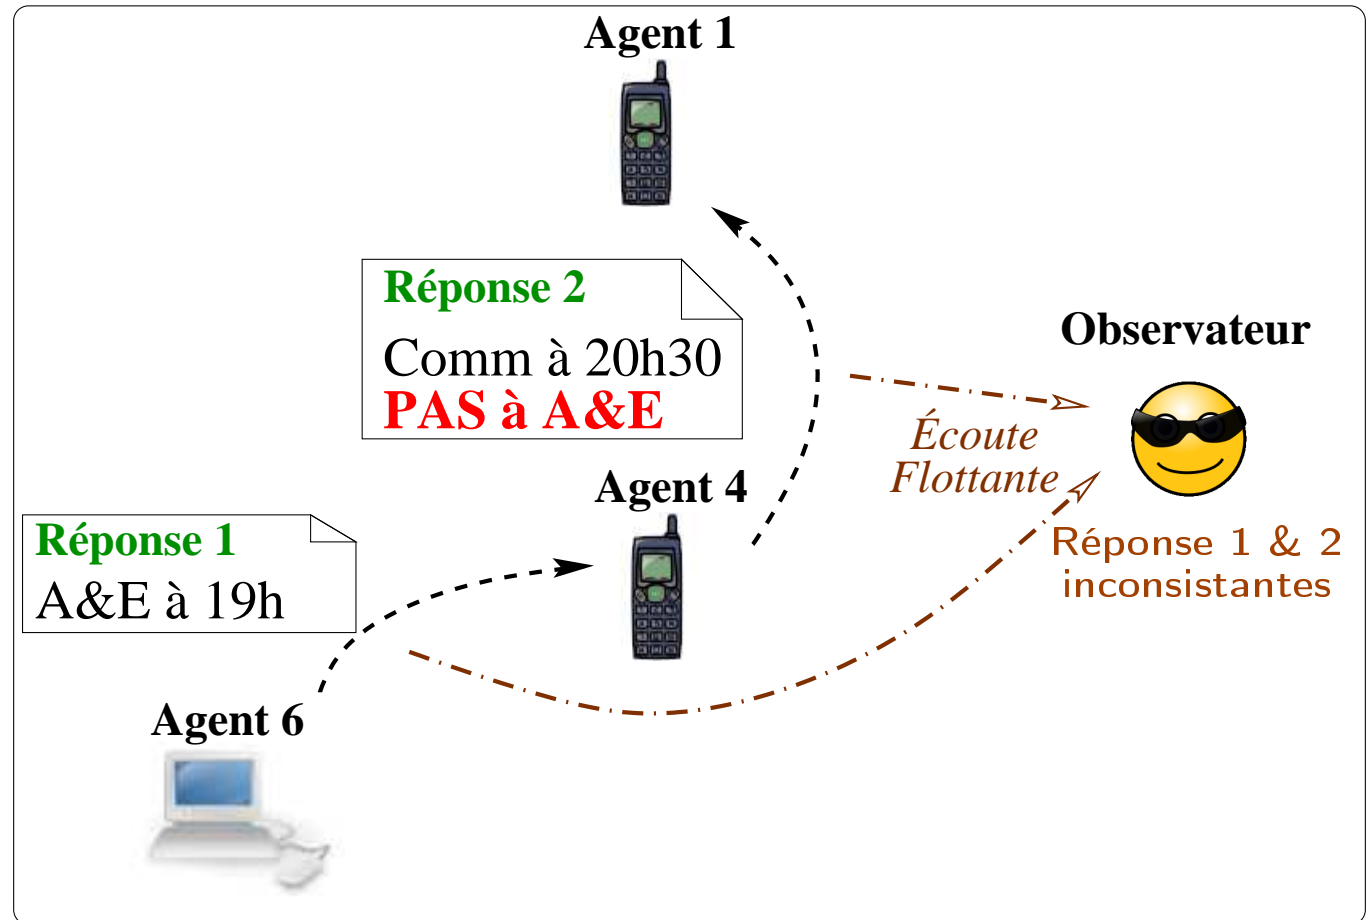 Agent 1
Réponse 2
Comm à 20h30
PAS à A&E
Observateur
Écoute
Flottante
Agent 4
Réponse 1
A&E à 19h
Réponse 1 & 2
inconsistantes
Agent 6